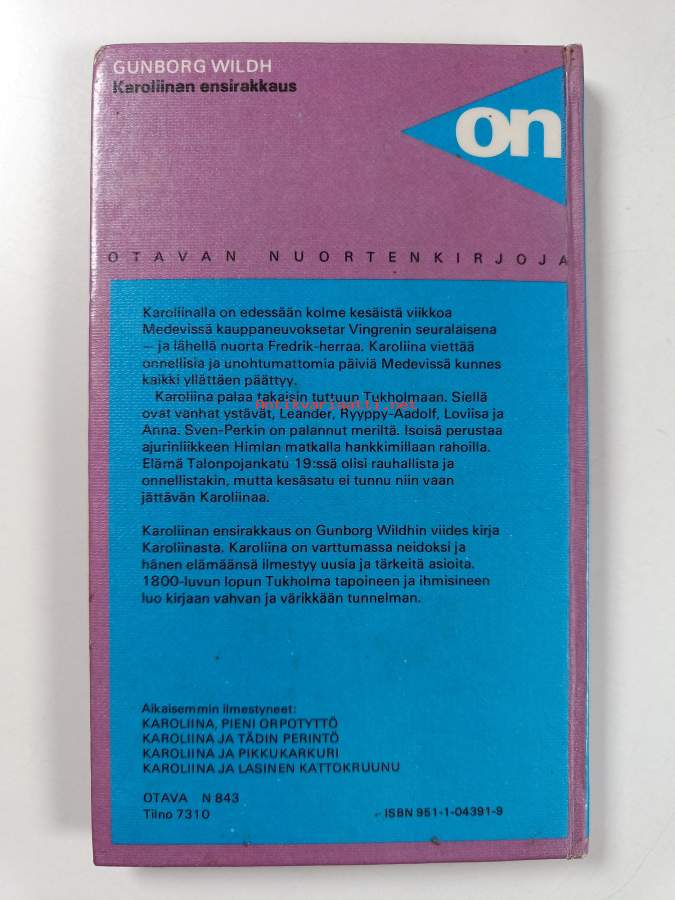 GUNBORG WILDH
Karoliinan ensirakkaus
on
OTAVAN NUORTENKIRJOJA
Karoliinalla on edessään kolme kesäistä viikkoa
Medevissä kauppaneuvoksetar Vingrenin seuralaisena
— ja lähellä nuorta Fredrik-herraa. Karoliina viettää
onnellisia ja unohtumattomia päiviä Medevissä kunnes
kaikki yllättäen päättyy.
Karoliina palaa takaisin tuttuun Tukholmaan. Siellä
antikvariaatti.net
ovat vanhat ystävät, Leander, Ryyppy-Aadolf, Loviisa ja
Anna. Sven-Perkin on palannut meriltä. Isoisä perustaa
ajurinliikkeen Himlan matkalla hankkimillaan rahoilla.
Elämä Talonpojankatu 19:ssä olisi rauhallista ja
onnellistakin, mutta kesäsatu ei tunnu niin vaan
jättävän Karoliinaa.
Karoliinan ensirakkaus on Gunborg Wildhin viides kirja
Karoliinasta. Karoliina on varttumassa neidoksi ja
hänen elämäänsä ilmestyy uusia ja tärkeitä asioita.
1800-luvun lopun Tukholma tapoineen ja ihmisineen
luo kirjaan vahvan ja värikkään tunnelman.
Aikaisemmin ilmestyneet:
KAROLIINA, PIENI ORPOTYTTÖ
KAROLIINA JA TÄDIN PERINTÖ
KAROLIINA JA PIKKUKARKURI
KAROLIINA JA LASINEN KATTOKRUUNU
OTAVA N 843
Tilno 7310
ISBN 951-1-04391-9